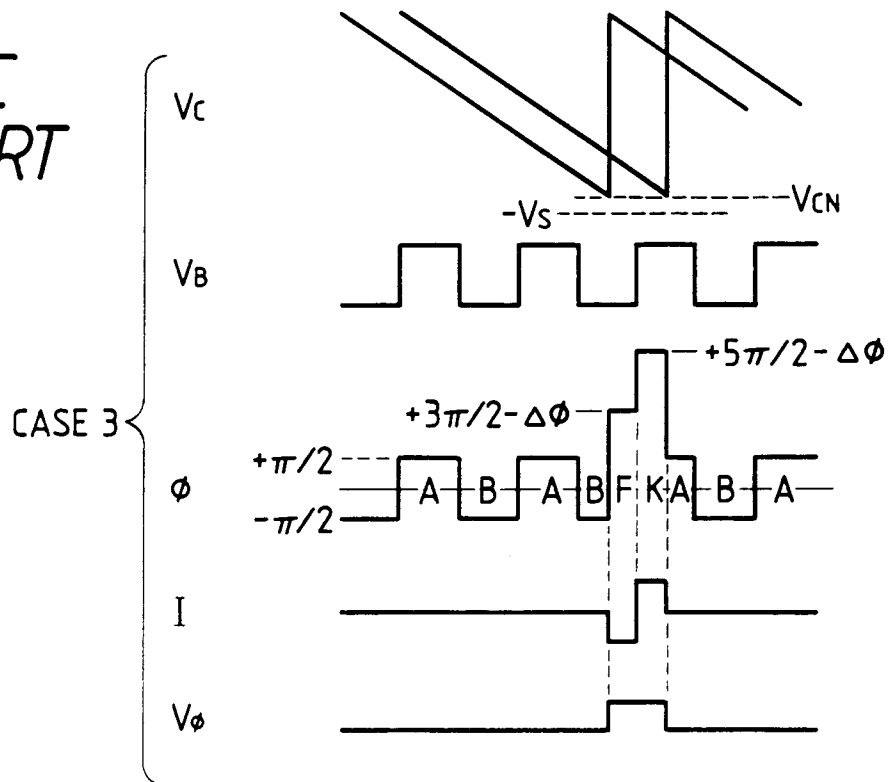 RT
VC
VCN
-VS
VB
+5π/2-Δφ
+3π/2-Δφ
CASE 3
+π/2
φ
A B A B F K A B A
-π/2
I
Vφ